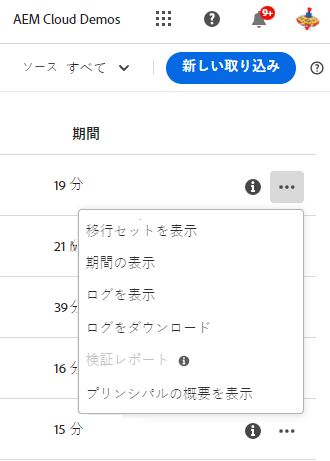 AEM Cloud Demos
9+
ソース すべて
新しい取り込み
期間
19 分
移行セットを表示
21
期間の表示
ログを表示
39
ログをダウンロード
検証レポート
16
プリンシパルの概要を表示
15 分